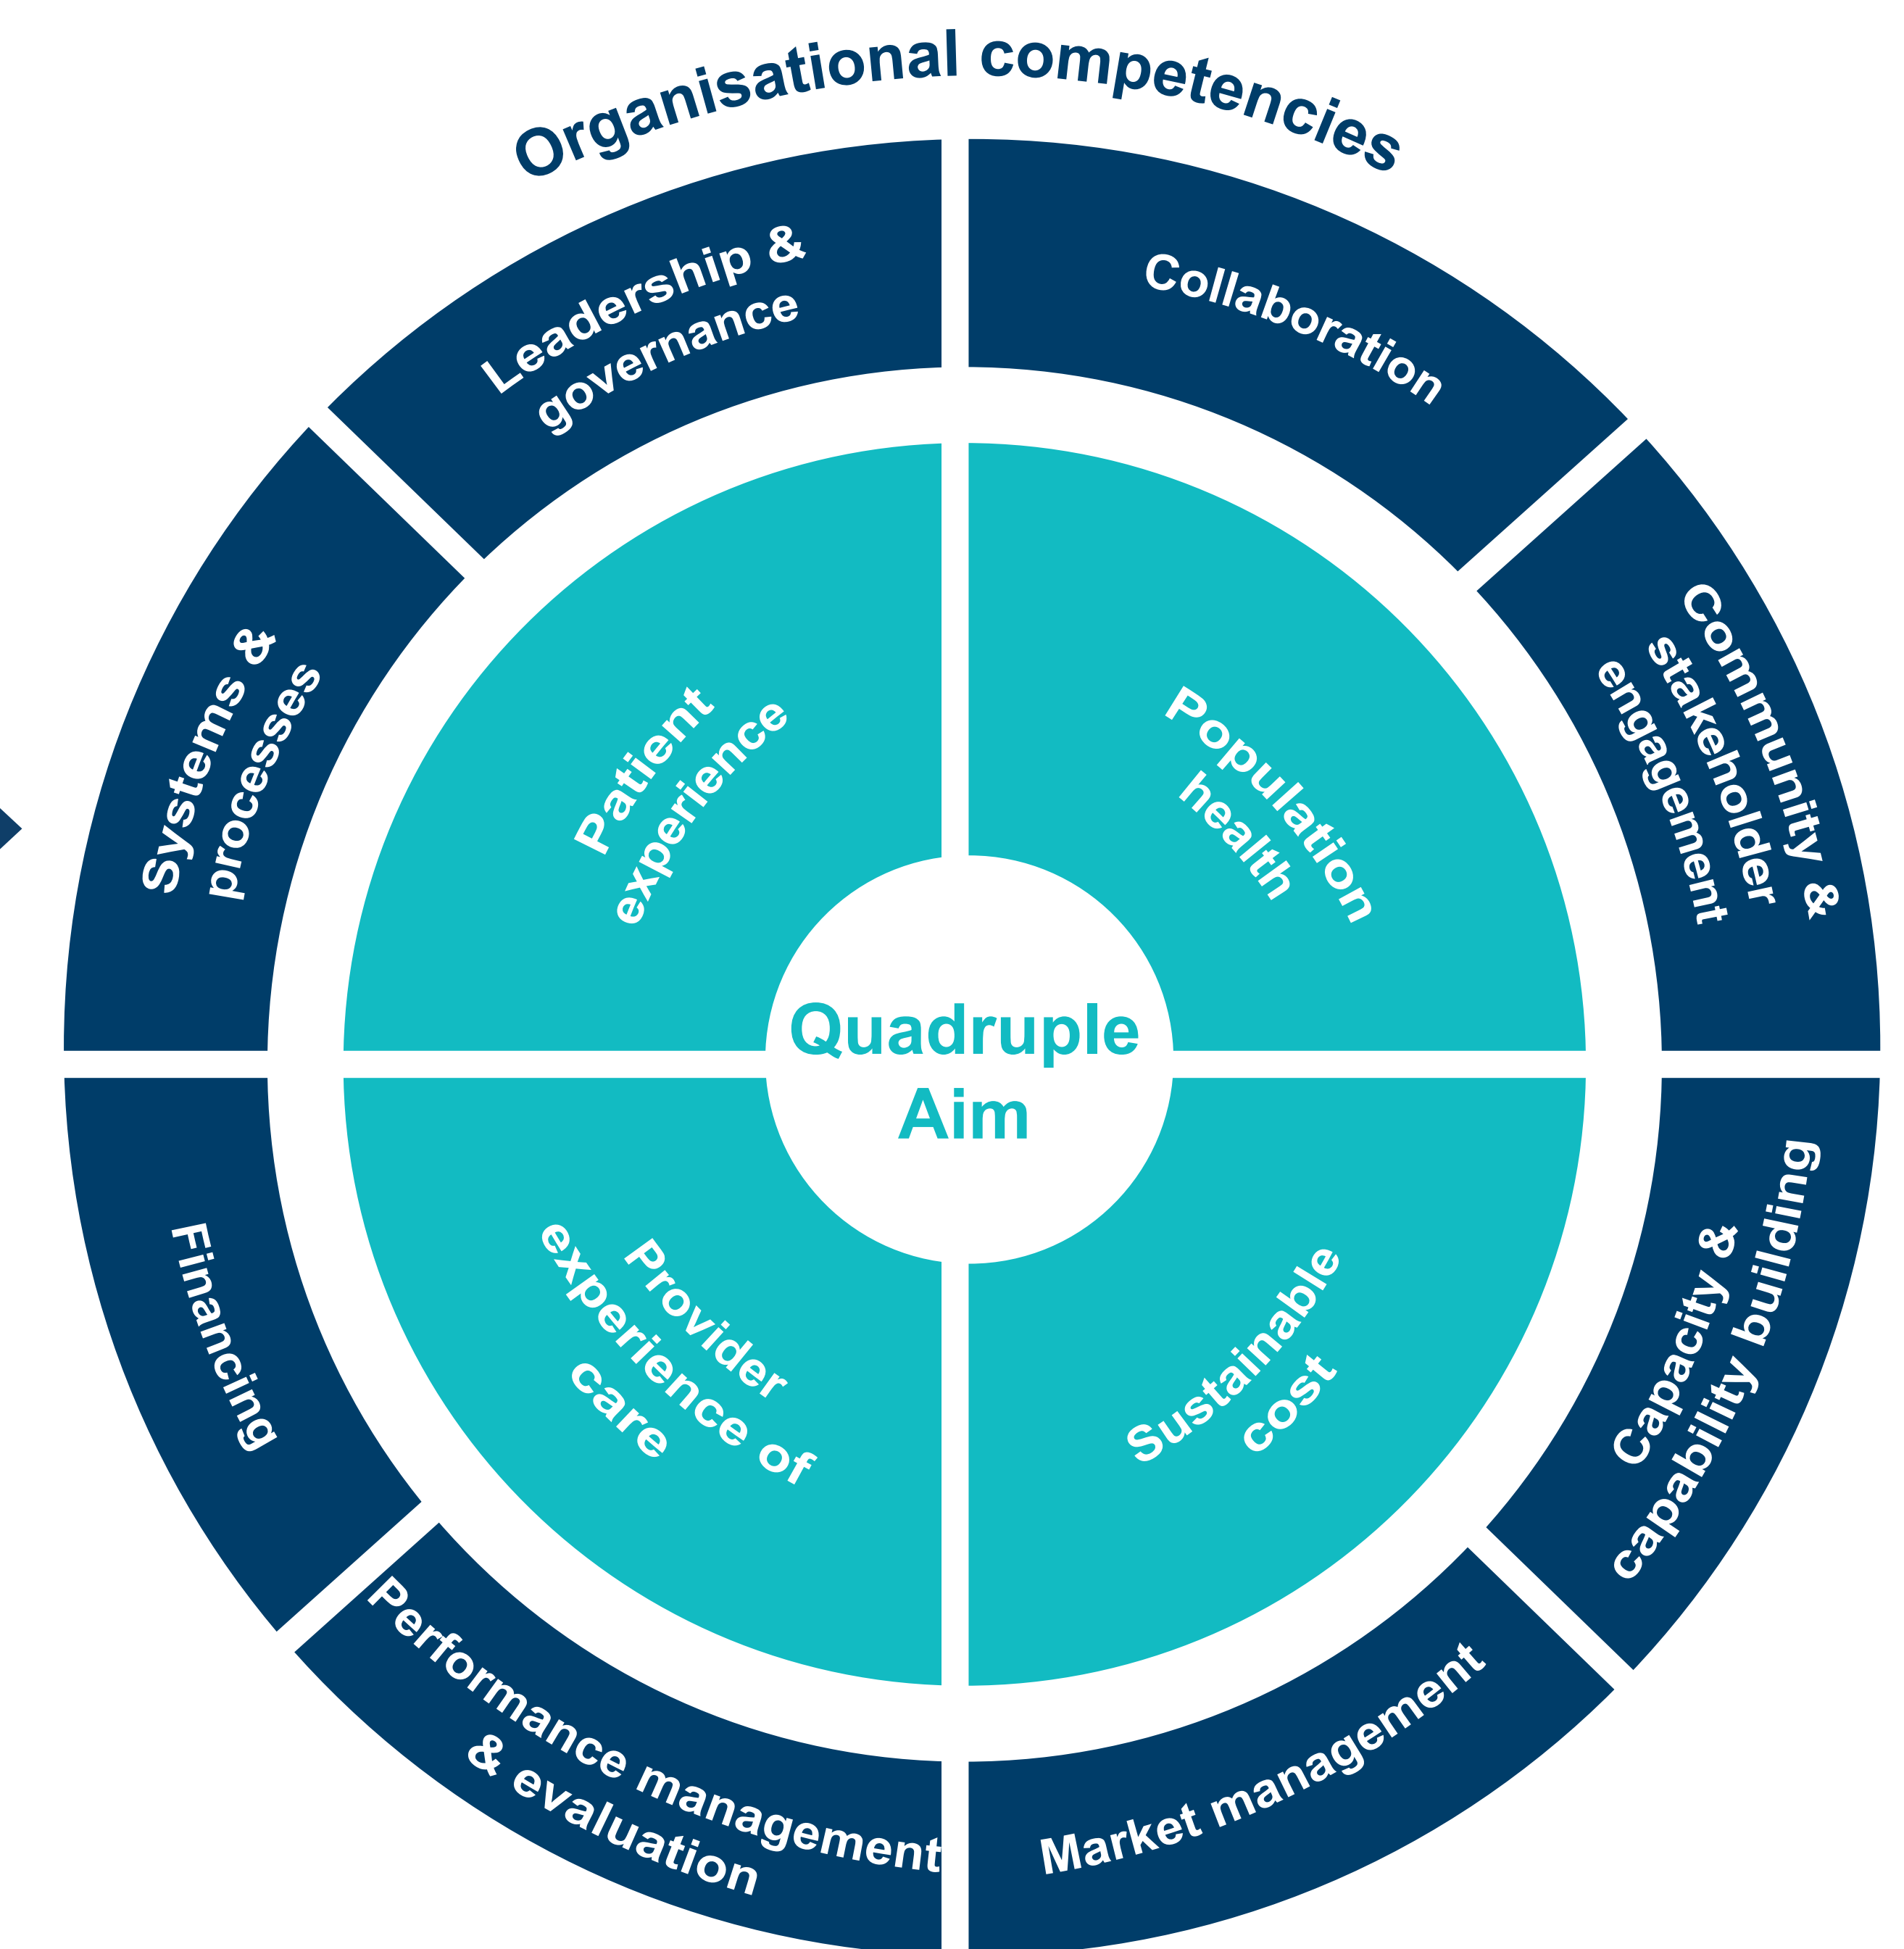 Organisational competencies
Leadership &
governance
Collaboration
Community &
stakeholder
engagement
Capacity &
capability building
Market management
Performance management
& evaluation
Financing
Systems &
processes
Patient
experience
Population
health
Sustainable
cost
Provider
experience of
care
Quadruple
Aim